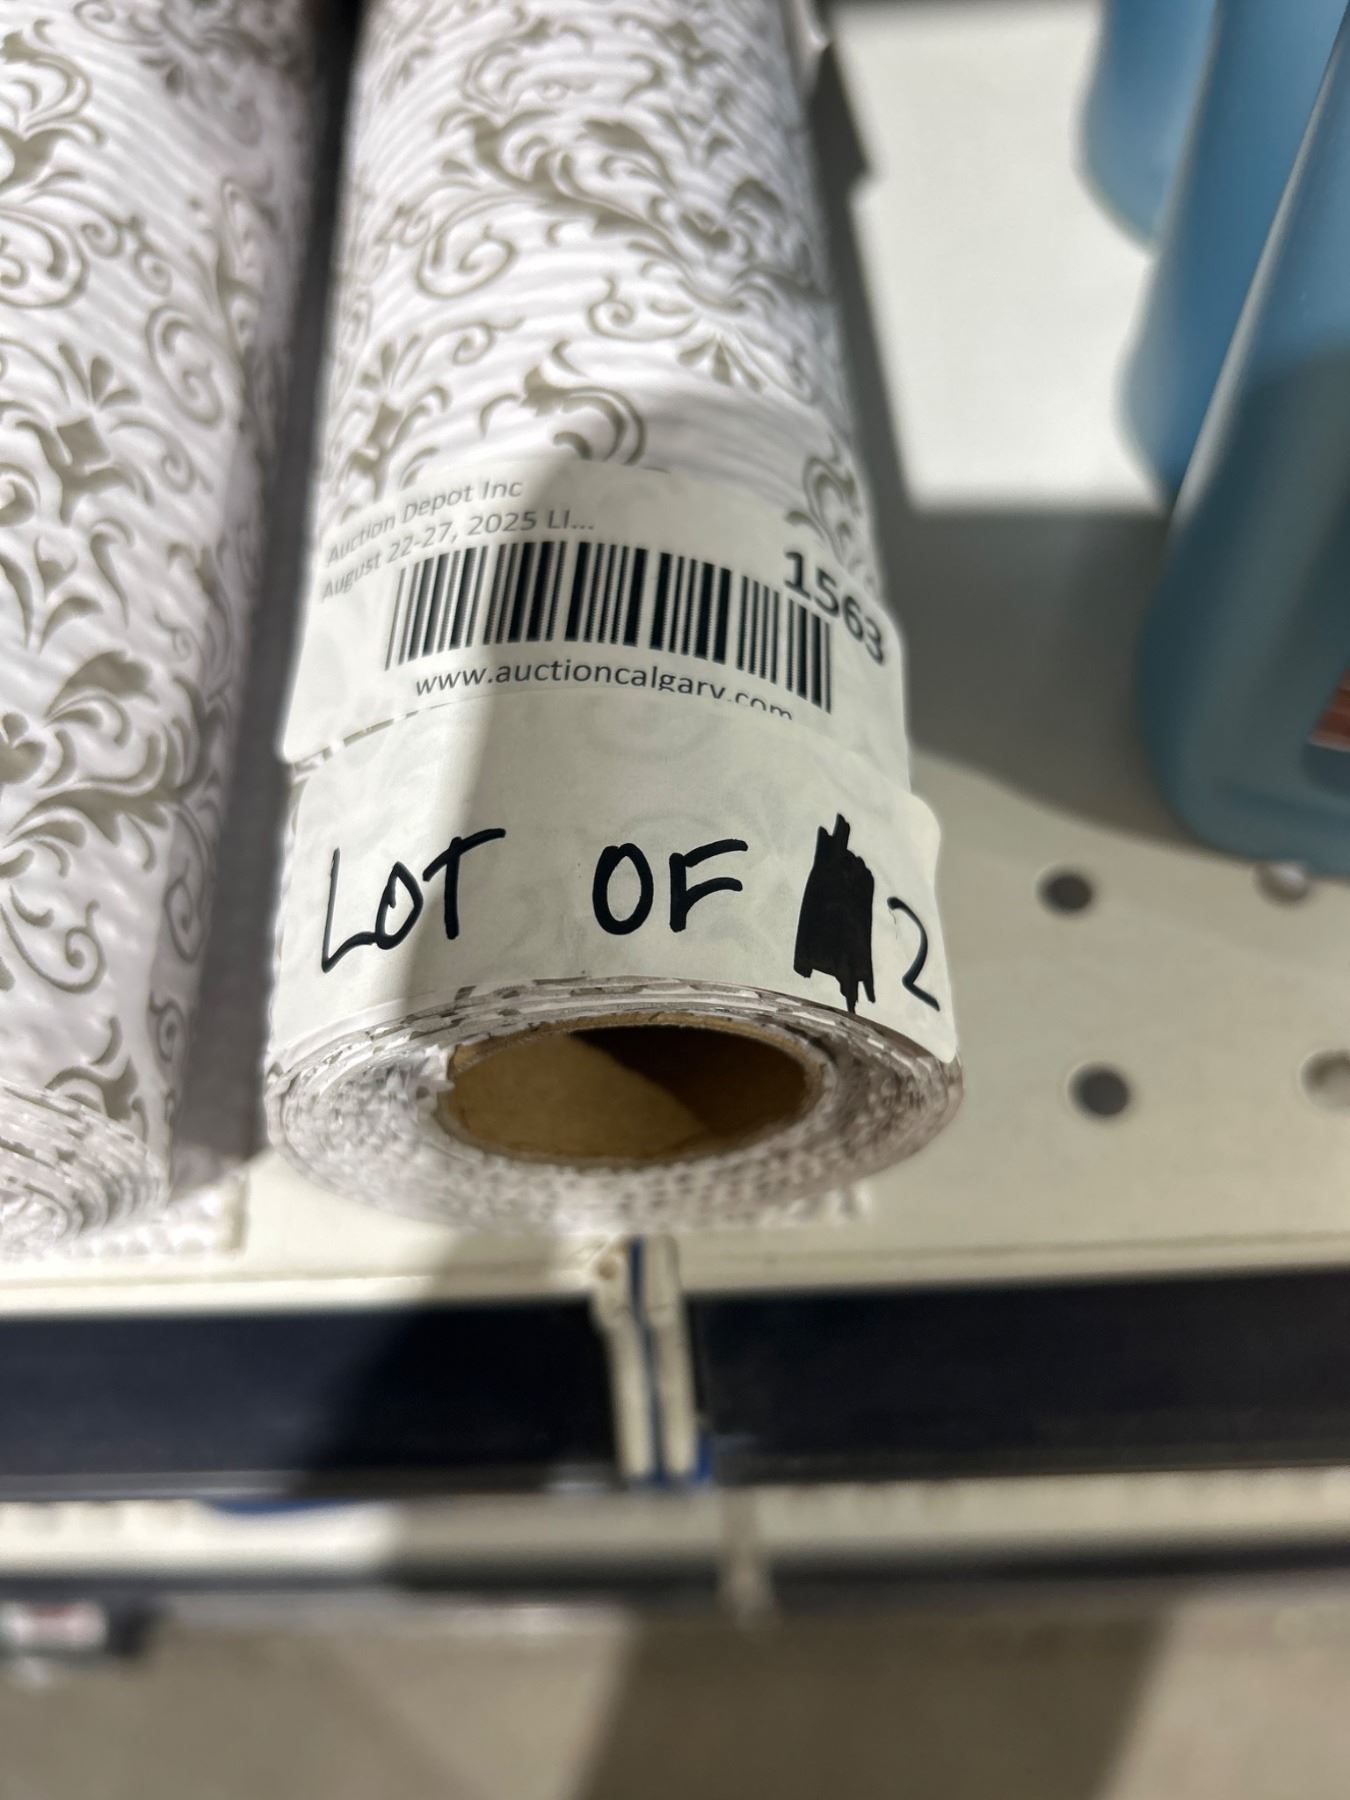 Auction Depot Inc
August 22-27, 2025 LI...
1563
www.auctioncalgary.com
LOT OF 2